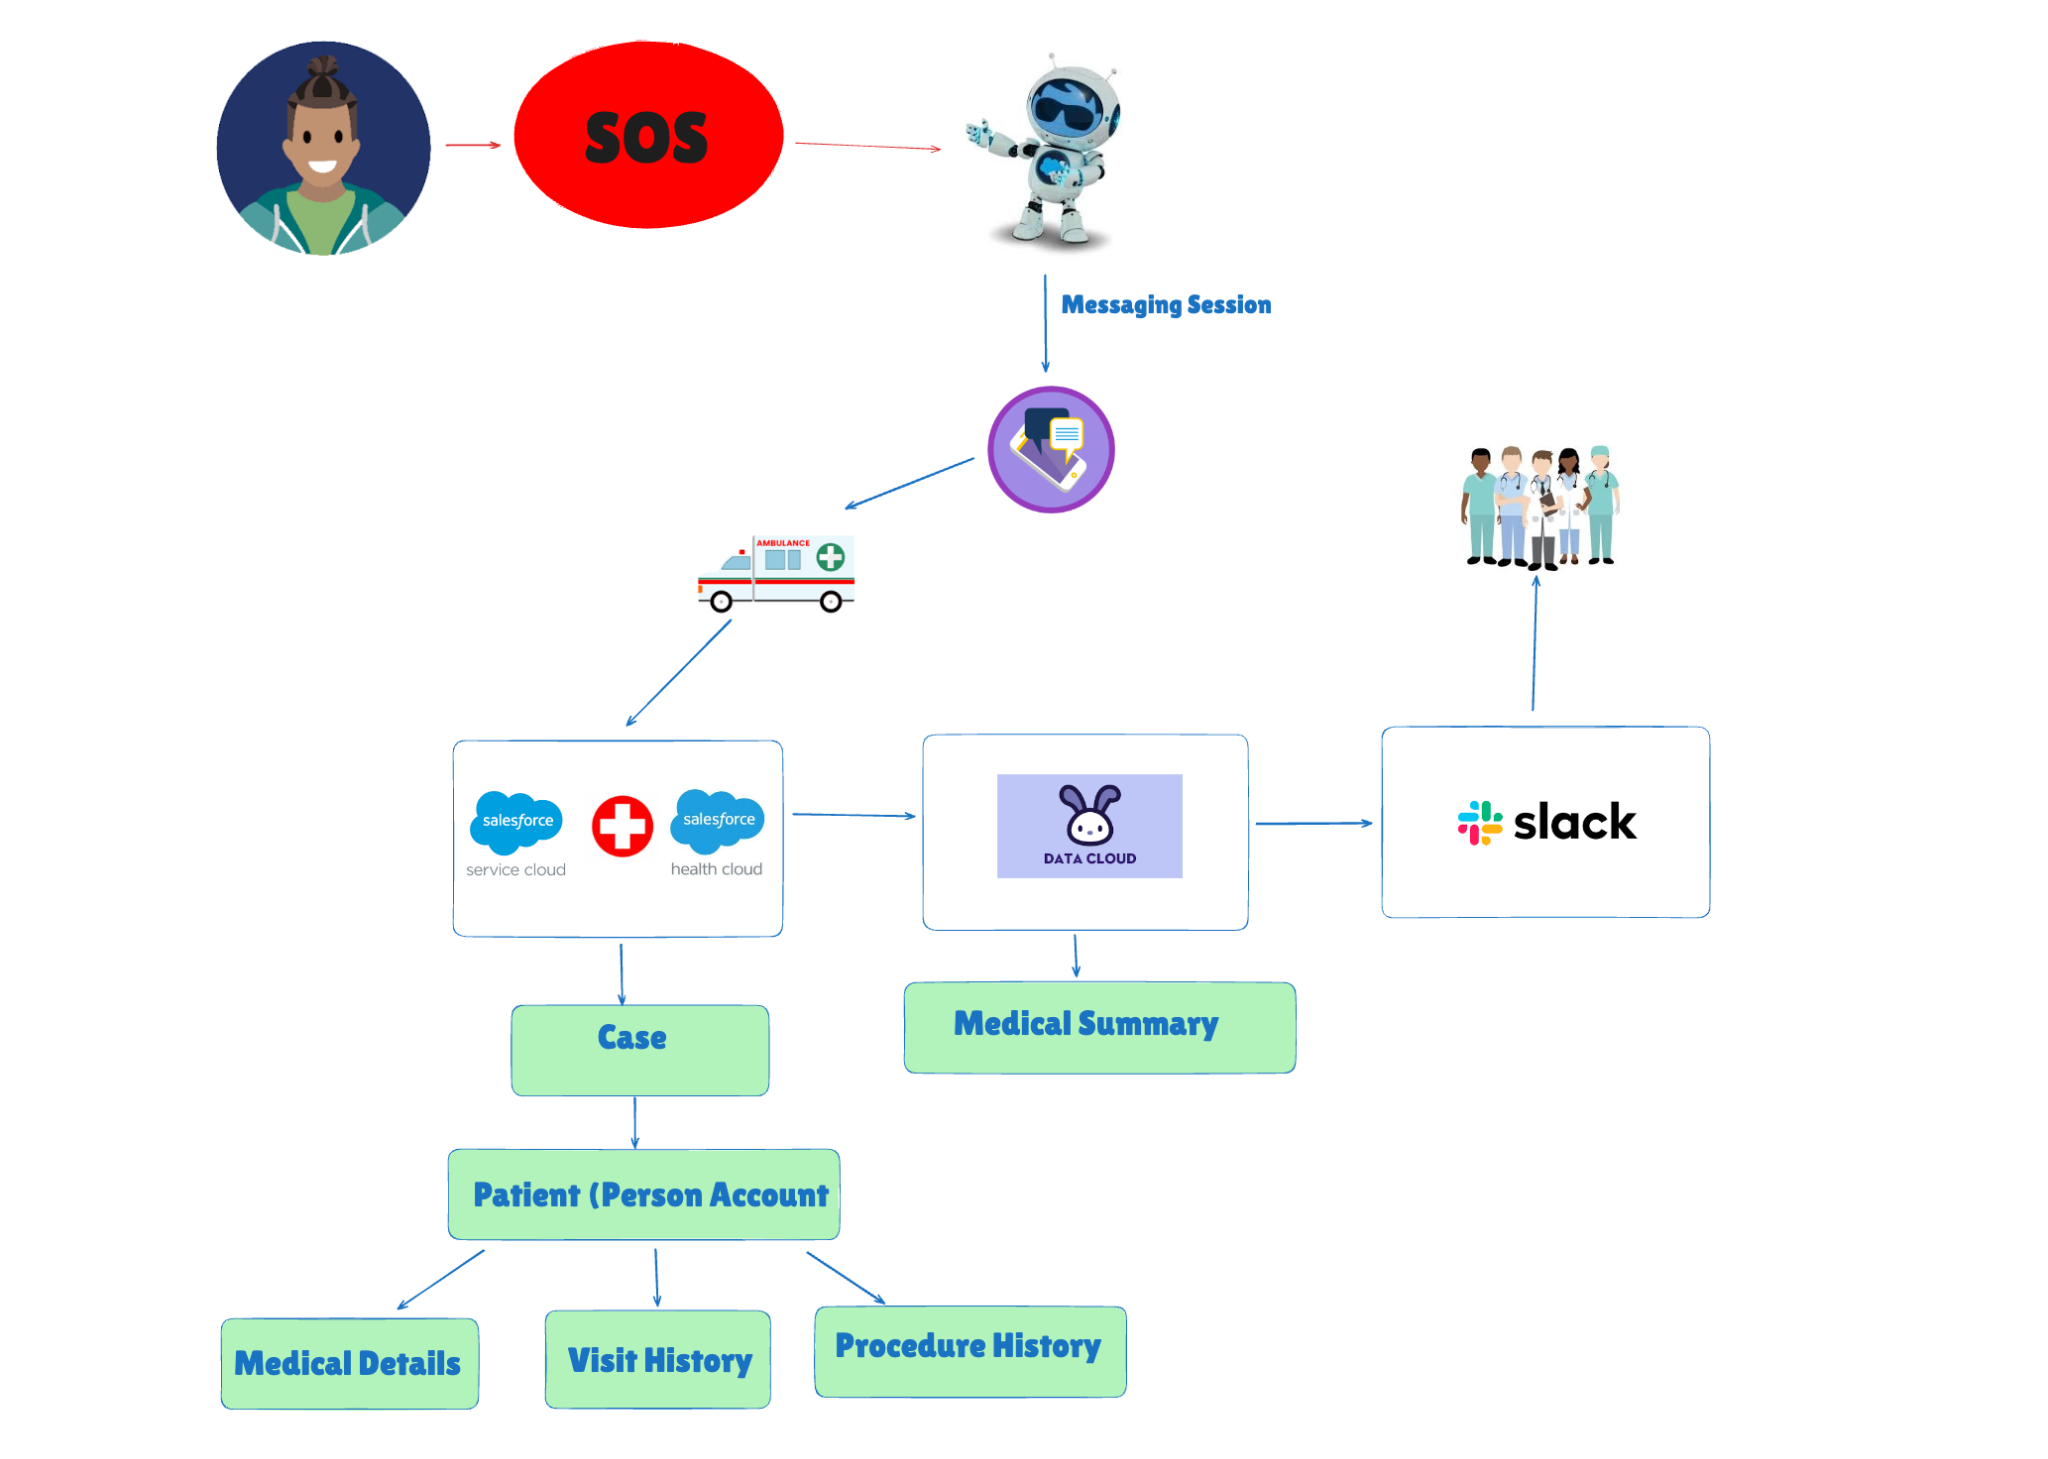 SOS
Messaging Session
AMBULANCE
salesforce
service cloud
salesforce
health cloud
DATA CLOUD
slack
Case
Medical Summary
Patient (Person Account
Medical Details
Visit History
Procedure History